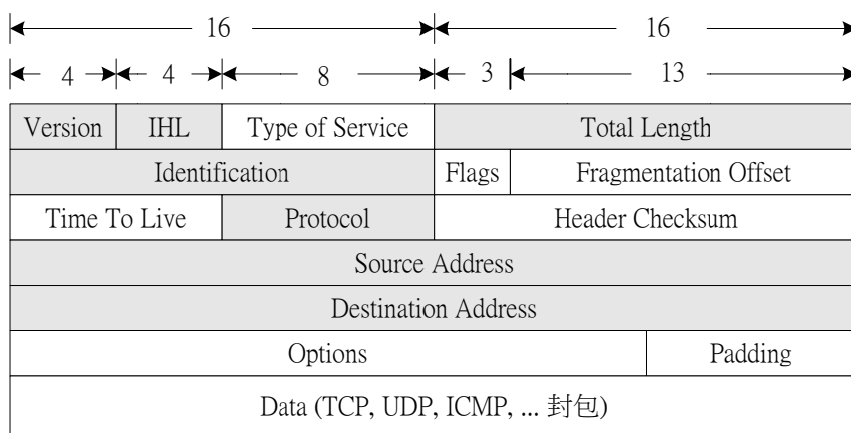 16 16
4 4 8 3 13
Version IHL Type of Service Total Length
Identification Flags Fragmentation Offset
Time To Live Protocol Header Checksum
Source Address
Destination Address
Options Padding
Data (TCP, UDP, ICMP, ... 封包)